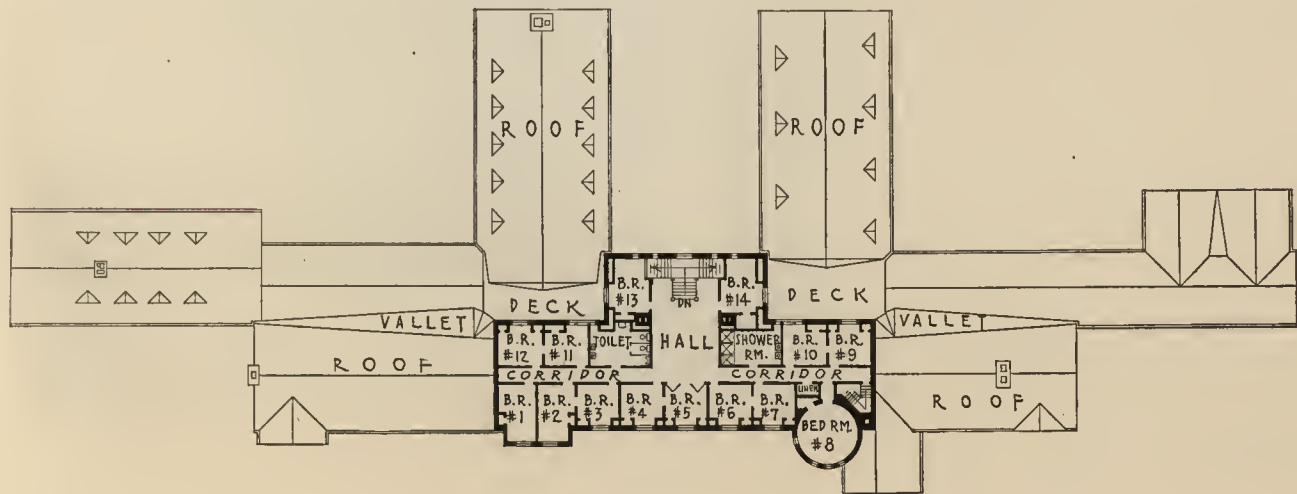 ROOF
ROOF
DECK
B.R.
#13
DN
B.R.
#14
DECK
VALLET
VALLET
ROOF
B.R.
#12
B.R.
#11
TOILET
HALL
SHOWER
RM.
B.R.
#10
B.R.
#9
CORRIDOR
CORRIDOR
ROOF
B.R.
#1
B.R.
#2
B.R.
#3
B.R.
#4
B.R.
#5
B.R.
#6
B.R.
#7
LINEN
BED RM.
#8